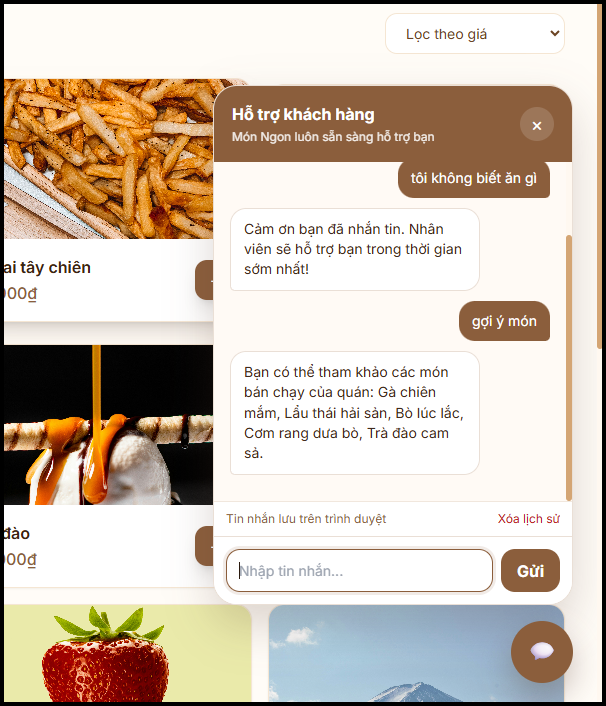 Lọc theo giá
Hỗ trợ khách hàng
Món Ngon luôn sẵn sàng hỗ trợ bạn
×
tôi không biết ăn gì
Cảm ơn bạn đã nhắn tin. Nhân
viên sẽ hỗ trợ bạn trong thời gian
sớm nhất!
gợi ý món
Bạn có thể tham khảo các món
bán chạy của quán: Gà chiên
mắm, Lẩu thái hải sản, Bò lúc lắc,
Cơm rang dưa bò, Trà đào cam
sả.
Tin nhắn lưu trên trình duyệt
Xóa lịch sử
Nhập tin nhắn...
Gửi
ai tây chiên
000₫
đào
000₫